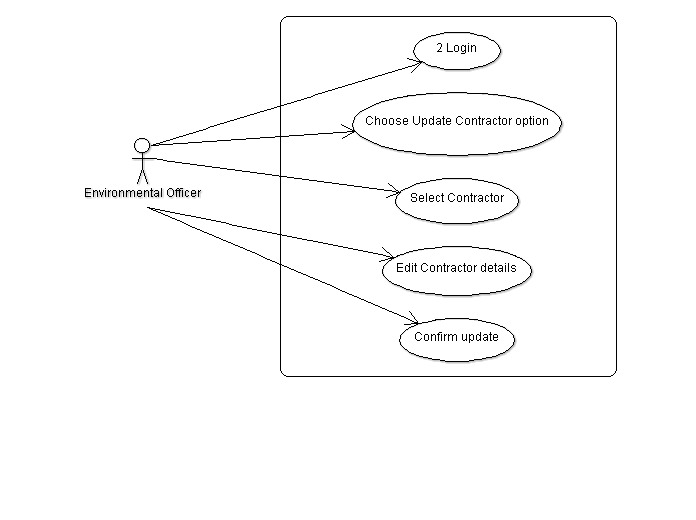 2 Login
Choose Update Contractor option
Select Contractor
Environmental Officer
Edit Contractor details
Confirm update